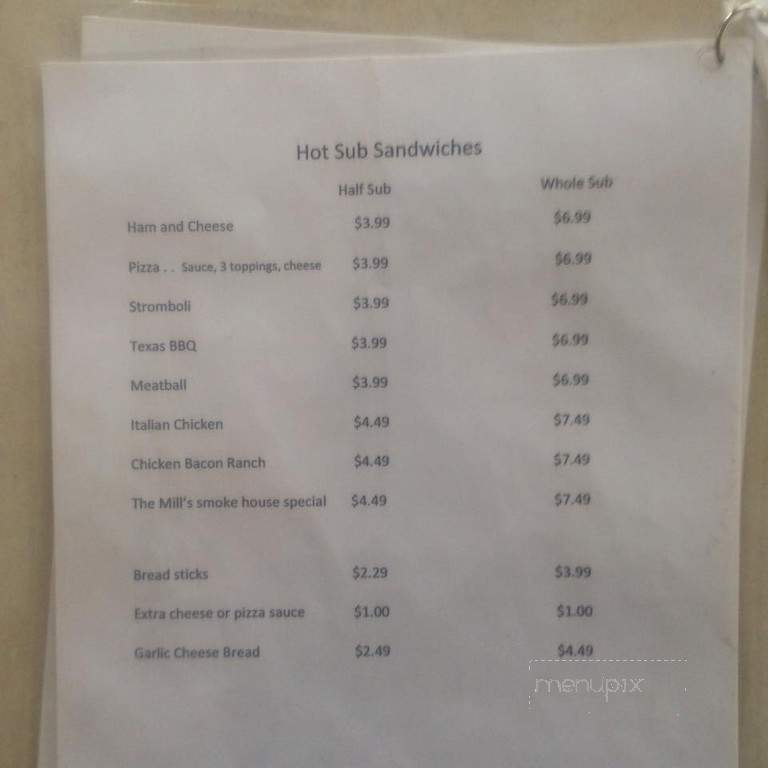 Hot Sub Sandwiches
Half Sub Whole Sub
Ham and Cheese $3.99 $6.99
Pizza . . Sauce, 3 toppings, cheese $3.99 $6.99
Stromboli $3.99 $6.99
Texas BBQ $3.99 $6.99
Meatball $3.99 $6.99
Italian Chicken $4.49 $7.49
Chicken Bacon Ranch $4.49 $7.49
The Mill's smoke house special $4.49 $7.49
Bread sticks $2.29 $3.99
Extra cheese or pizza sauce $1.00 $1.00
Garlic Cheese Bread $2.49 $4.49
menupix